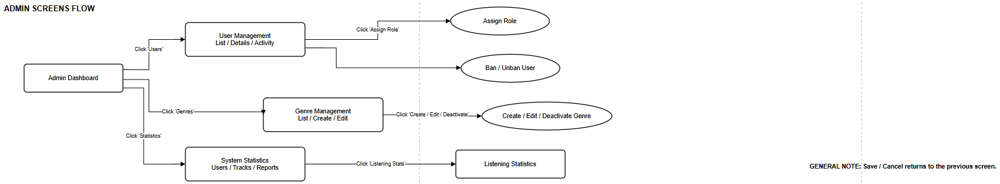 ADMIN SCREENS FLOW
Assign Role
Click 'Assign Role'
User Management
List / Details / Activity
Click 'Users'
Ban / Unban User
Admin Dashboard
Click 'Genres'
Genre Management
List / Create / Edit
Click 'Create / Edit / Deactivate'
Create / Edit / Deactivate Genre
Click 'Statistics'
System Statistics
Users / Tracks / Reports
Click 'Listening Stats'
Listening Statistics
GENERAL NOTE: Save / Cancel returns to the previous screen.